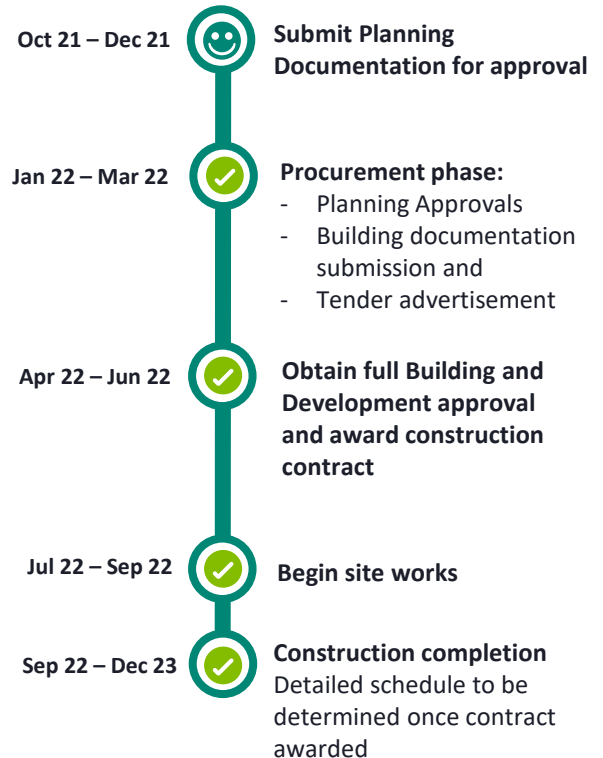 Oct 21 – Dec 21
Submit Planning
Documentation for approval
Jan 22 – Mar 22
Procurement phase:
- Planning Approvals
- Building documentation
submission and
- Tender advertisement
Apr 22 – Jun 22
Obtain full Building and
Development approval
and award construction
contract
Jul 22 – Sep 22
Begin site works
Sep 22 – Dec 23
Construction completion
Detailed schedule to be
determined once contract
awarded